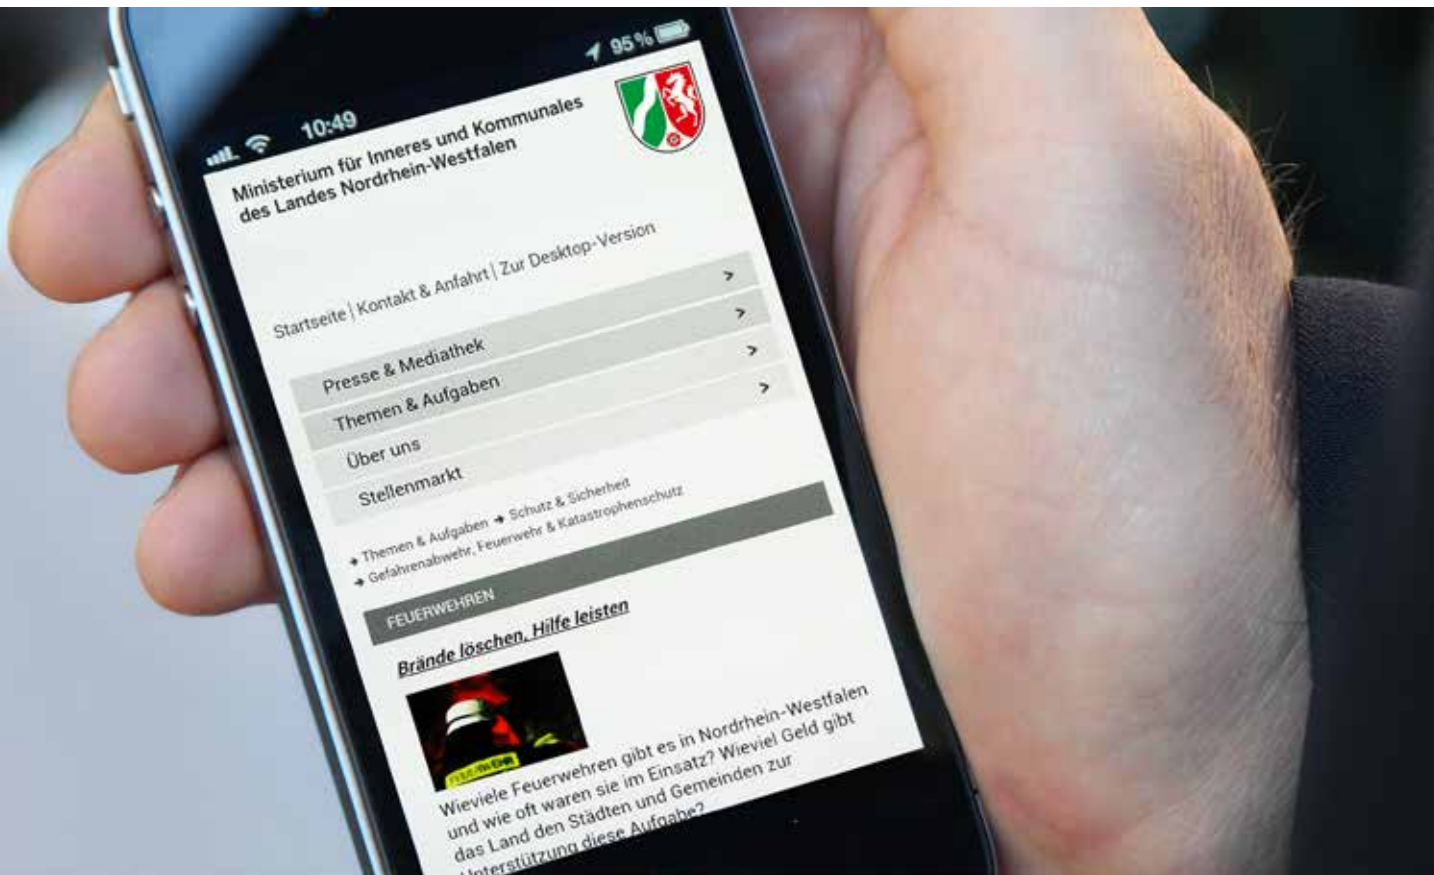 10:49
95 %
Ministerium für Inneres und Kommunales
des Landes Nordrhein-Westfalen
Startseite | Kontakt & Anfahrt | Zur Desktop-Version
Presse & Mediathek >
Themen & Aufgaben >
Über uns >
Stellenmarkt >
➔ Themen & Aufgaben ➔ Schutz & Sicherheit
➔ Gefahrenabwehr, Feuerwehr & Katastrophenschutz
FEUERWEHREN
Brände löschen, Hilfe leisten
FEUERWEHR
Wieviele Feuerwehren gibt es in Nordrhein-Westfalen
und wie oft waren sie im Einsatz? Wieviel Geld gibt
das Land den Städten und Gemeinden zur
Unterstützung diese Aufgabe?